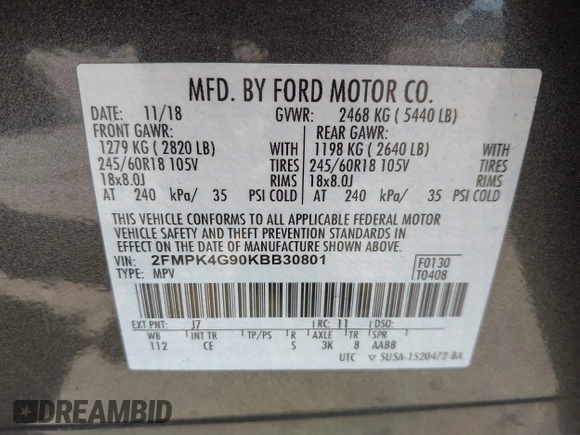 MFD. BY FORD MOTOR CO.
DATE: 11/18 GVWR: 2468 KG ( 5440 LB)
FRONT GAWR: REAR GAWR:
1279 KG ( 2820 LB) WITH 1198 KG ( 2640 LB) WITH
245/60R18 105V TIRES 245/60R18 105V TIRES
18x8.0J RIMS 18x8.0J RIMS
AT 240 kPa/ 35 PSI COLD AT 240 kPa/ 35 PSI COLD
THIS VEHICLE CONFORMS TO ALL APPLICABLE FEDERAL MOTOR
VEHICLE SAFETY AND THEFT PREVENTION STANDARDS IN
EFFECT ON THE DATE OF MANUFACTURE SHOWN ABOVE.
VIN: 2FMPK4G90KBB30801 F0130
TYPE: MPV T0408
EXT PNT: J7 RC: 11 DSO:
WB INT TR TP/PS R AXLE TR SPR
112 CE S 3K 8 AABB
UTC ▽ 5USA-1520472-BA
DREAMBID